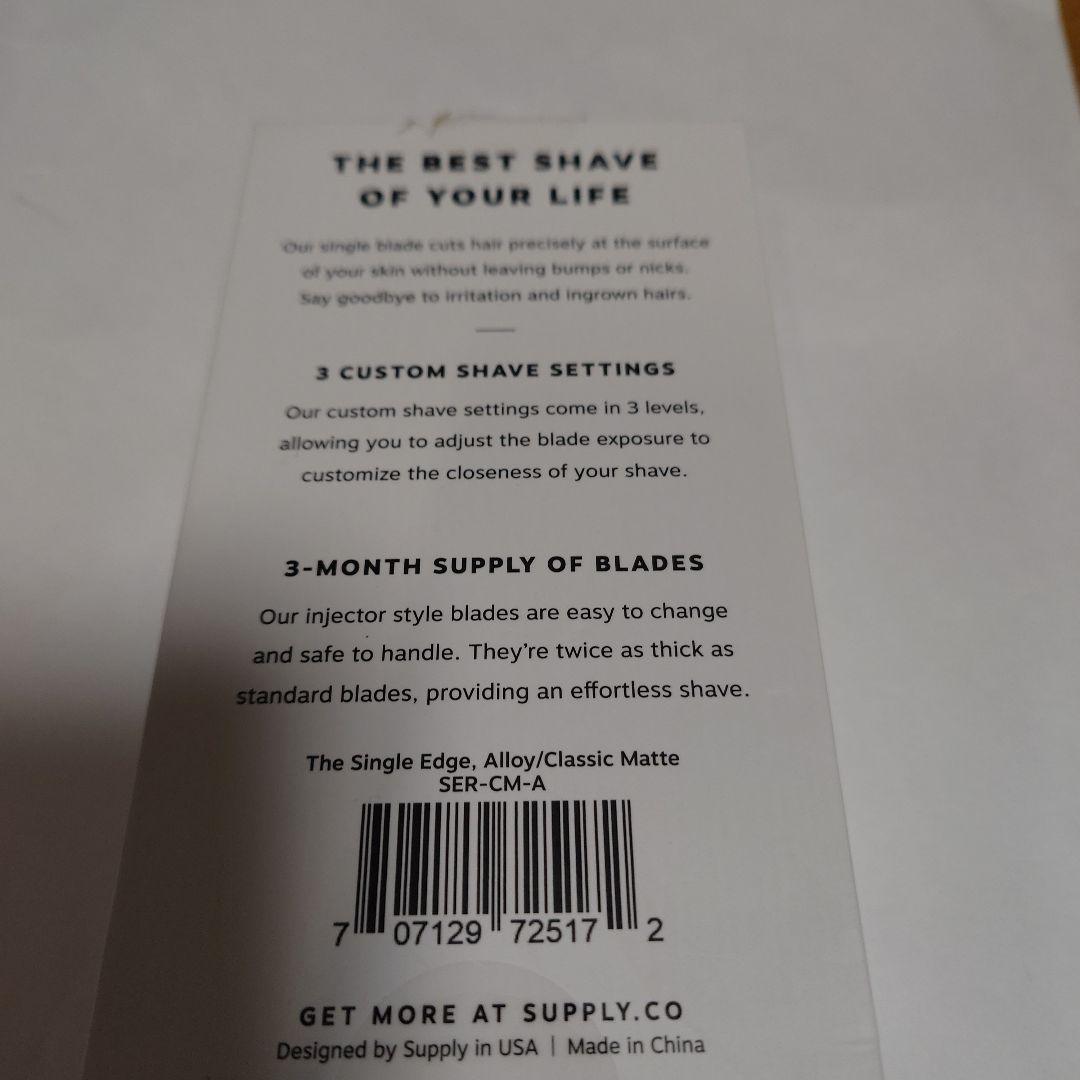 THE BEST SHAVE
OF YOUR LIFE
Our single blade cuts hair precisely at the surface
of your skin without leaving bumps or nicks.
Say goodbye to irritation and ingrown hairs.
3 CUSTOM SHAVE SETTINGS
Our custom shave settings come in 3 levels,
allowing you to adjust the blade exposure to
customize the closeness of your shave.
3-MONTH SUPPLY OF BLADES
Our injector style blades are easy to change
and safe to handle. They're twice as thick as
standard blades, providing an effortless shave.
The Single Edge, Alloy/Classic Matte
SER-CM-A
7 07129 72517 2
GET MORE AT SUPPLY.CO
Designed by Supply in USA | Made in China